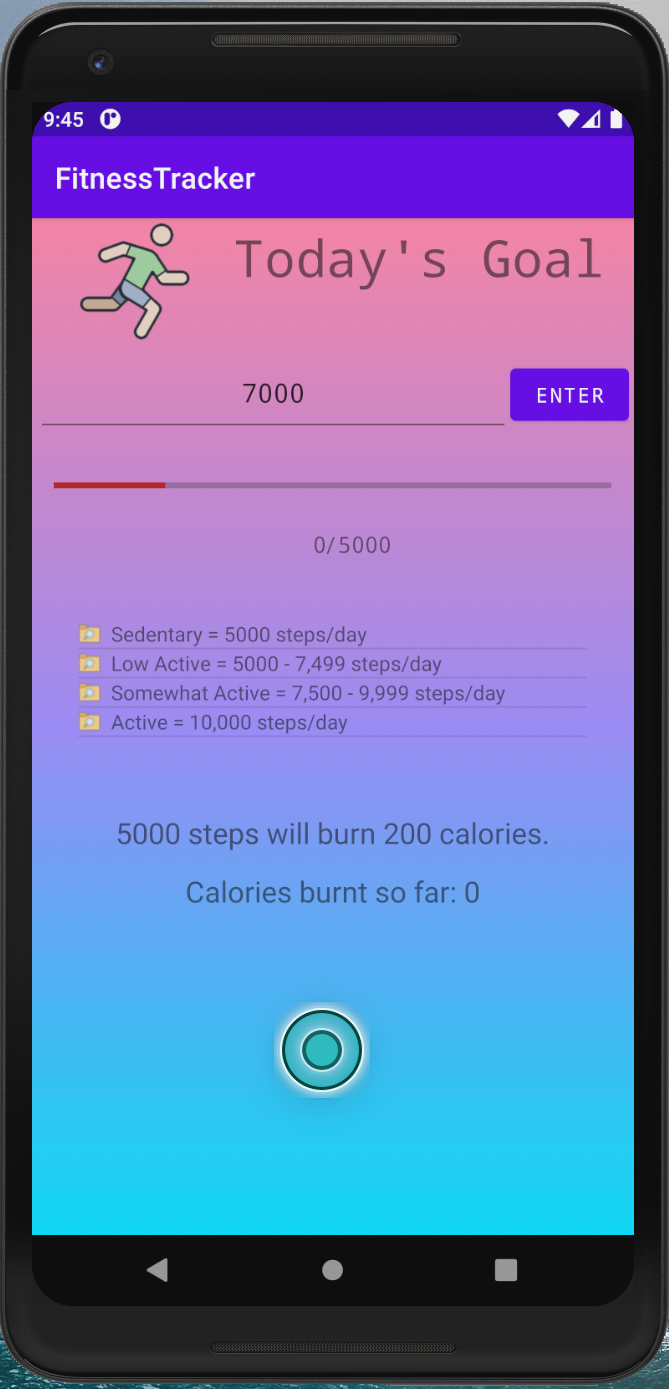 9:45
FitnessTracker
Today's Goal
7000
ENTER
0/5000
Sedentary = 5000 steps/day
Low Active = 5000 - 7,499 steps/day
Somewhat Active = 7,500 - 9,999 steps/day
Active = 10,000 steps/day
5000 steps will burn 200 calories.
Calories burnt so far: 0